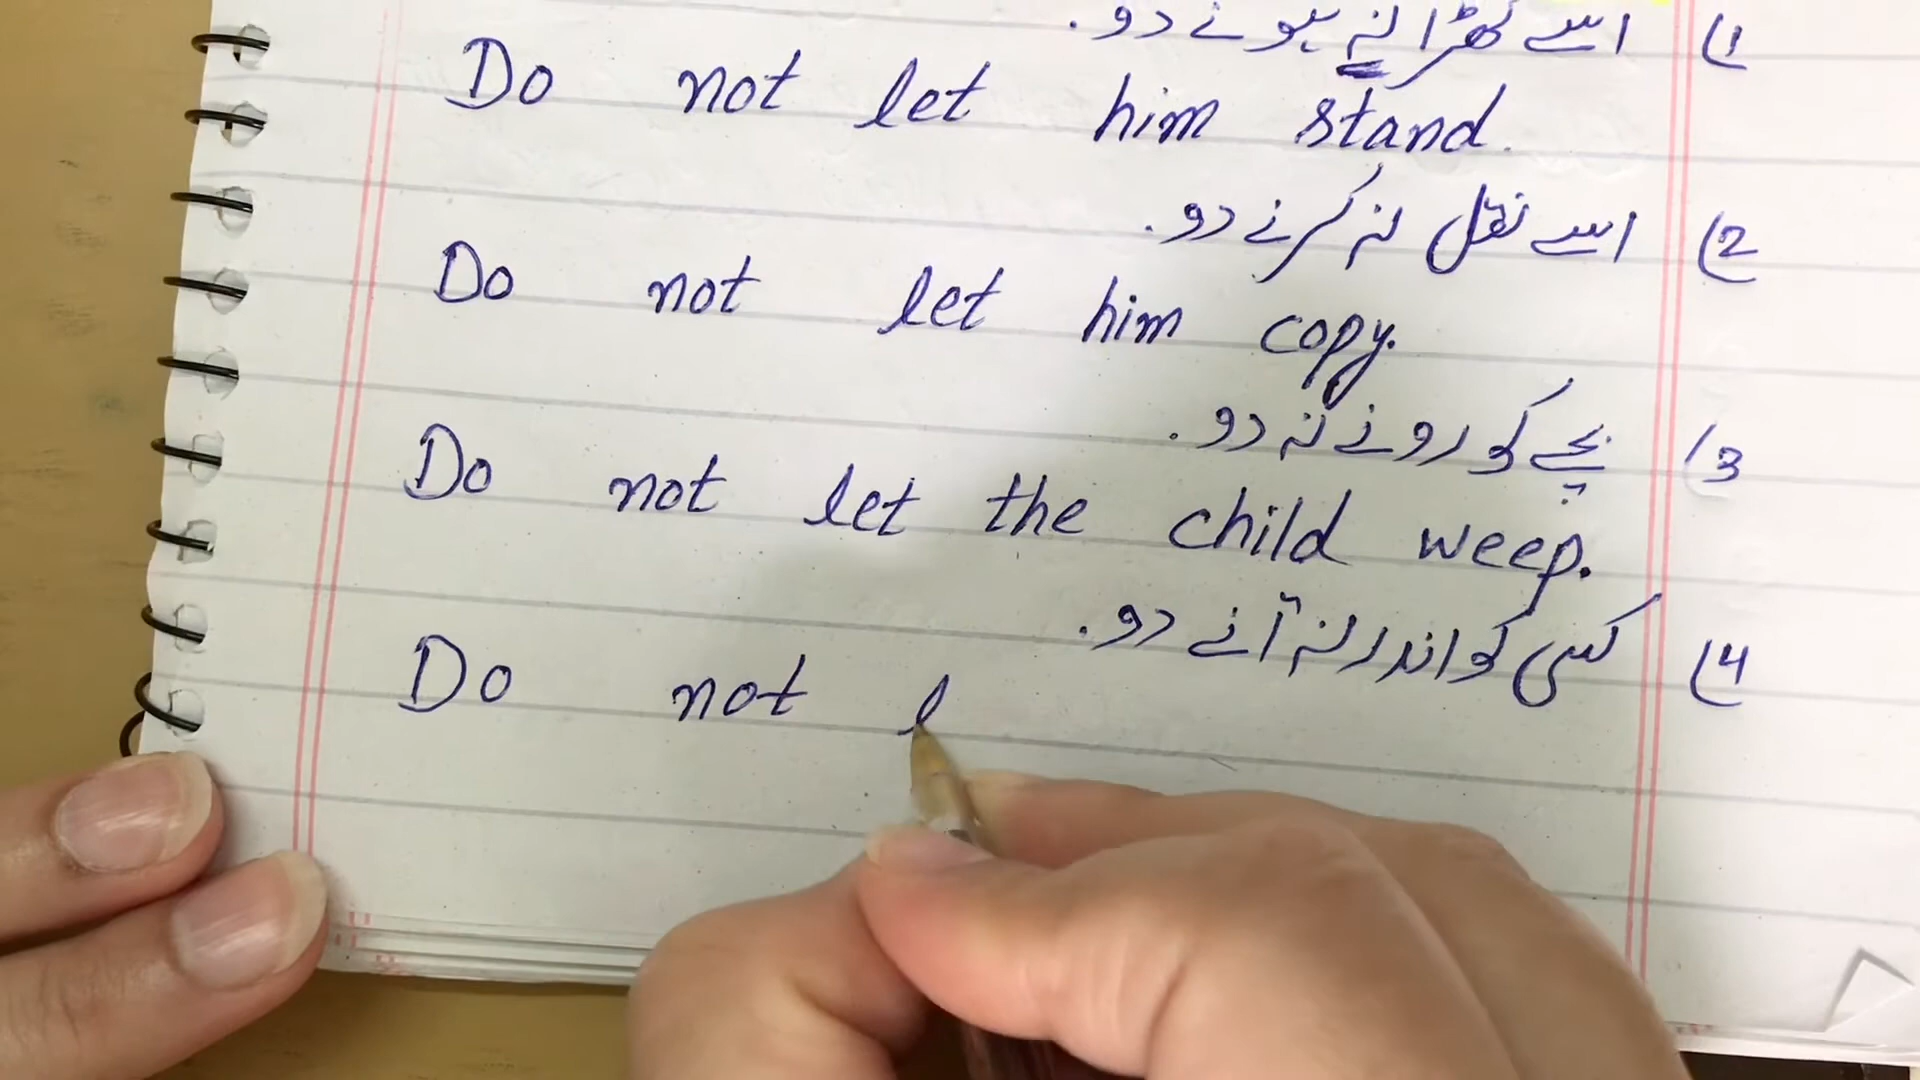 1) اسے کھڑا نہ ہونے دو.
Do not let him stand.
2) اسے نقل نہ کرنے دو.
Do not let him copy.
3) بچے کو رونے نہ دو.
Do not let the child weep.
4) کسی کو اندر نہ آنے دو.
Do not l